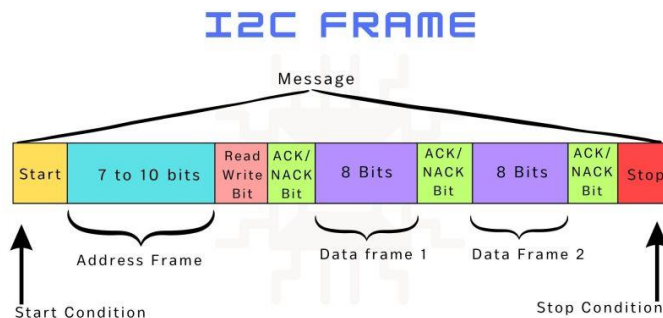 I2C FRAME
Message
Start
7 to 10 bits
Read
Write
Bit
ACK/
NACK
Bit
8 Bits
ACK/
NACK
Bit
8 Bits
ACK/
NACK
Bit
Stop
Address Frame
Data frame 1
Data Frame 2
Start Condition
Stop Condition